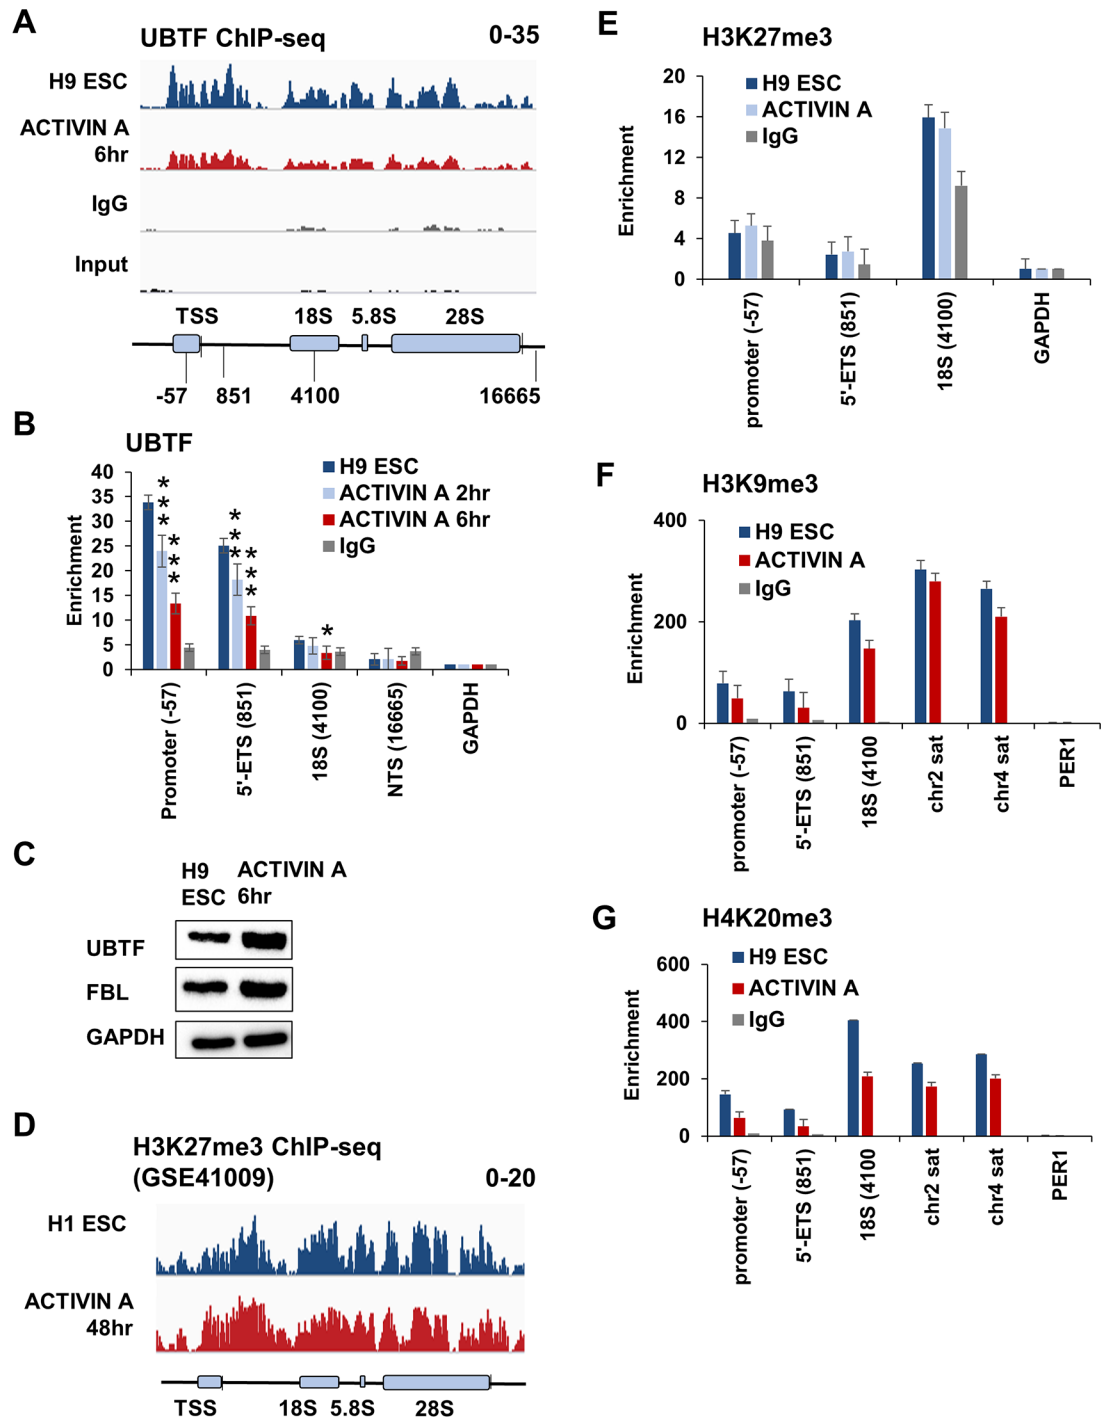 A
UBTF ChIP-seq
0-35
H9 ESC
ACTIVIN A
6hr
IgG
Input
TSS
18S
5.8S
28S
-57
851
4100
16665
B
UBTF
40
35
30
25
20
15
10
5
0
Enrichment
H9 ESC
ACTIVIN A 2hr
ACTIVIN A 6hr
IgG
***
***
***
***
*
Promoter (-57)
5'-ETS (851)
18S (4100)
NTS (16665)
GAPDH
C
H9
ESC
ACTIVIN A
6hr
UBTF
FBL
GAPDH
D
H3K27me3 ChIP-seq
(GSE41009)
0-20
H1 ESC
ACTIVIN A
48hr
TSS
18S
5.8S
28S
E
H3K27me3
20
16
12
8
4
0
Enrichment
H9 ESC
ACTIVIN A
IgG
promoter (-57)
5'-ETS (851)
18S (4100)
GAPDH
F
H3K9me3
400
200
0
Enrichment
H9 ESC
ACTIVIN A
IgG
promoter (-57)
5'-ETS (851)
18S (4100
chr2 sat
chr4 sat
PER1
G
H4K20me3
600
400
200
0
Enrichment
H9 ESC
ACTIVIN A
IgG
promoter (-57)
5'-ETS (851)
18S (4100
chr2 sat
chr4 sat
PER1